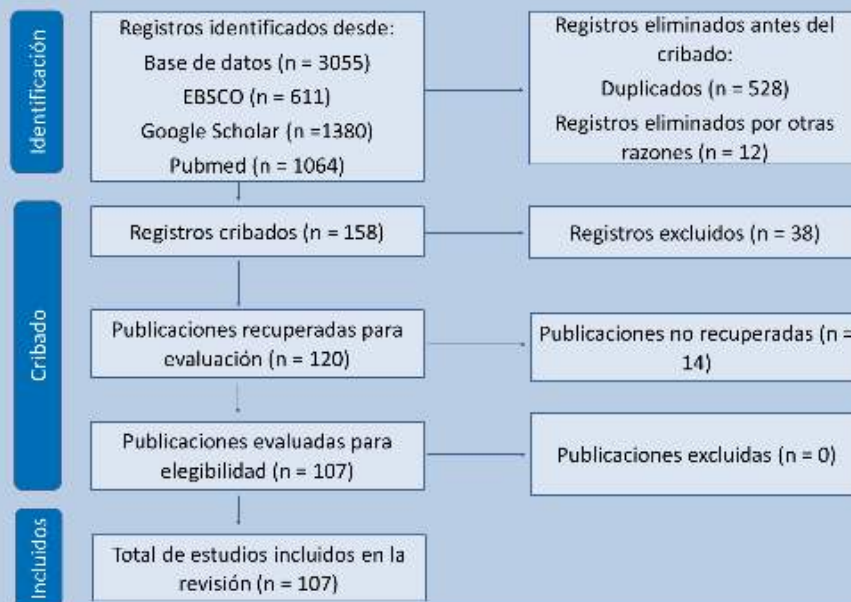 Identificación
Registros identificados desde:
Base de datos (n = 3055)
EBSCO (n = 611)
Google Scholar (n =1380)
Pubmed (n = 1064)
Registros eliminados antes del
cribado:
Duplicados (n = 528)
Registros eliminados por otras
razones (n = 12)
Cribado
Registros cribados (n = 158)
Registros excluidos (n = 38)
Publicaciones recuperadas para
evaluación (n = 120)
Publicaciones no recuperadas (n =
14)
Publicaciones evaluadas para
elegibilidad (n = 107)
Publicaciones excluidas (n = 0)
Incluidos
Total de estudios incluidos en la
revisión (n = 107)